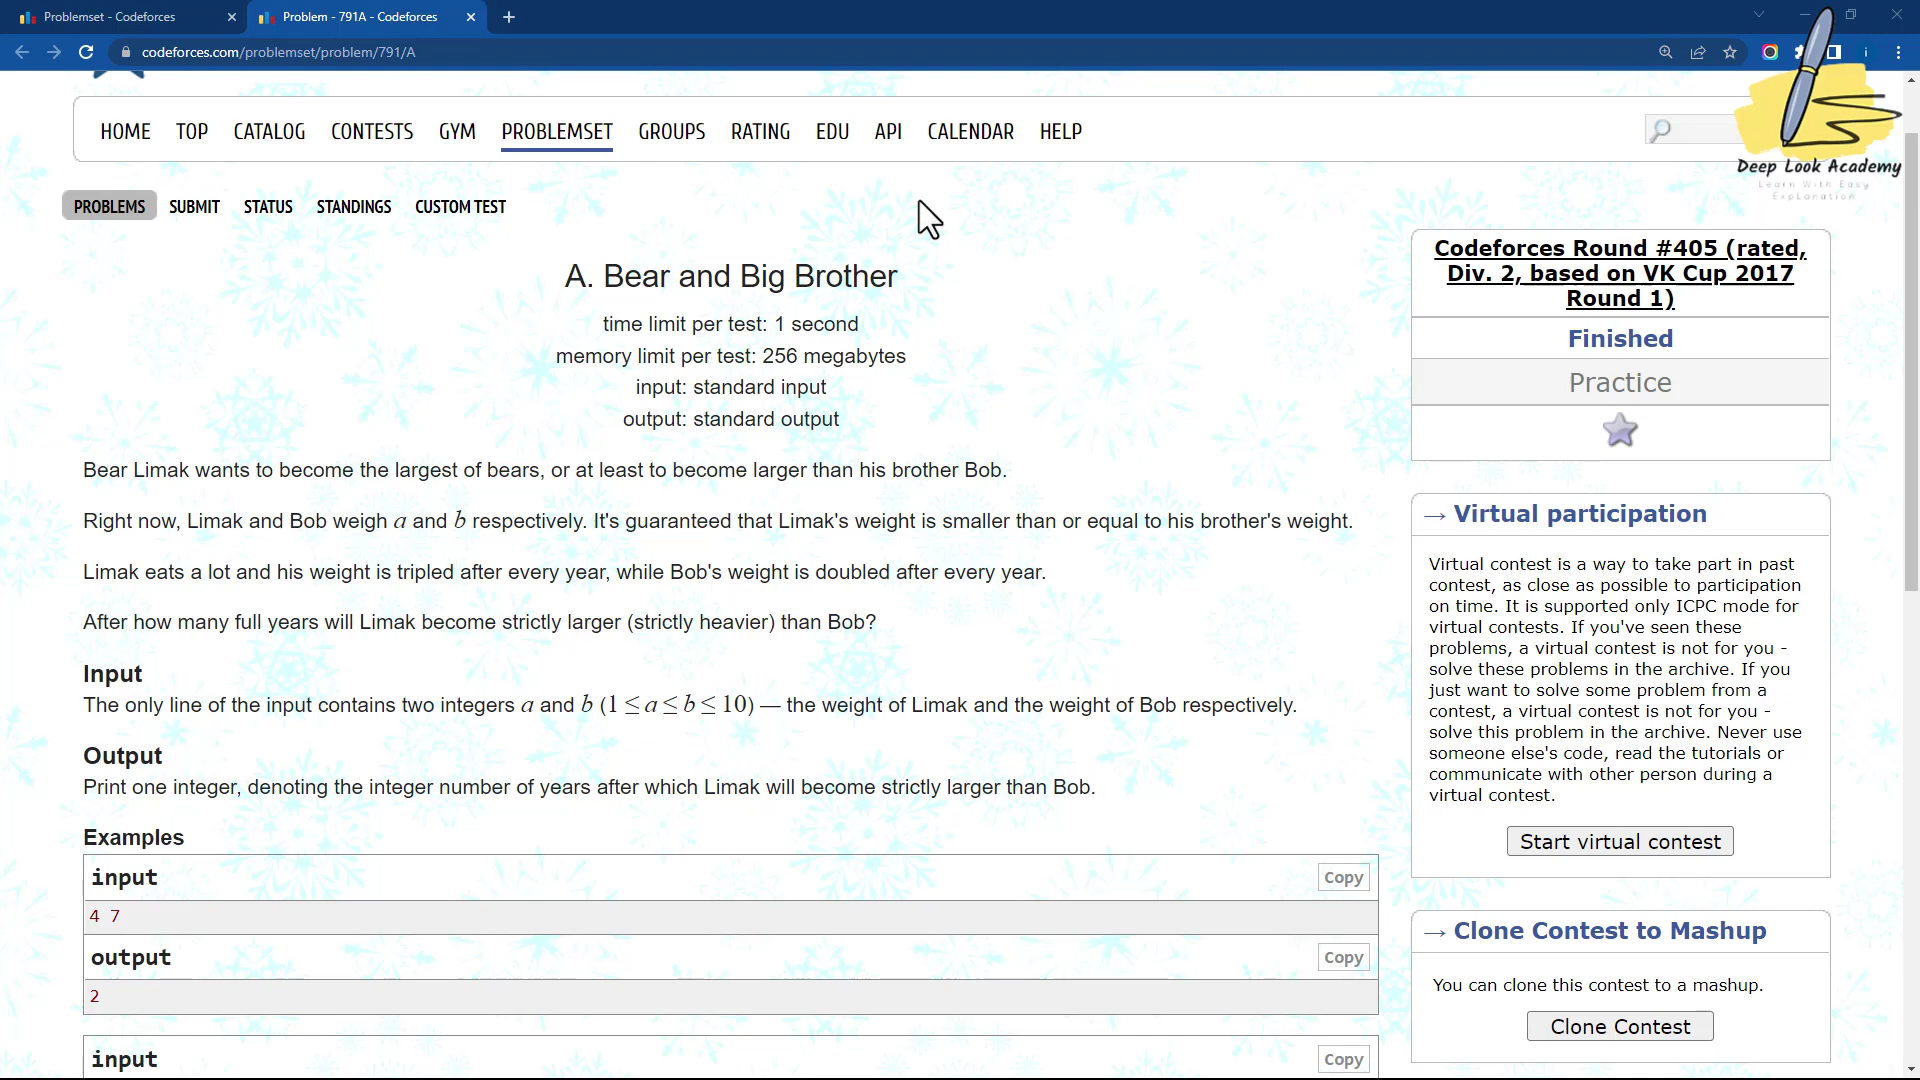 Problemset - Codeforces
Problem - 791A - Codeforces
codeforces.com/problemset/problem/791/A
HOME TOP CATALOG CONTESTS GYM PROBLEMSET GROUPS RATING EDU API CALENDAR HELP
Deep Look Academy
Learn With Easy
Explanation
PROBLEMS SUBMIT STATUS STANDINGS CUSTOM TEST
A. Bear and Big Brother
time limit per test: 1 second
memory limit per test: 256 megabytes
input: standard input
output: standard output
Bear Limak wants to become the largest of bears, or at least to become larger than his brother Bob.
Right now, Limak and Bob weigh a and b respectively. It's guaranteed that Limak's weight is smaller than or equal to his brother's weight.
Limak eats a lot and his weight is tripled after every year, while Bob's weight is doubled after every year.
After how many full years will Limak become strictly larger (strictly heavier) than Bob?
Input
The only line of the input contains two integers a and b (1 ≤ a ≤ b ≤ 10) — the weight of Limak and the weight of Bob respectively.
Output
Print one integer, denoting the integer number of years after which Limak will become strictly larger than Bob.
Examples
input
Copy
4 7
output
Copy
2
input
Copy
Codeforces Round #405 (rated,
Div. 2, based on VK Cup 2017
Round 1)
Finished
Practice
→ Virtual participation
Virtual contest is a way to take part in past
contest, as close as possible to participation
on time. It is supported only ICPC mode for
virtual contests. If you've seen these
problems, a virtual contest is not for you -
solve these problems in the archive. If you
just want to solve some problem from a
contest, a virtual contest is not for you -
solve this problem in the archive. Never use
someone else's code, read the tutorials or
communicate with other person during a
virtual contest.
Start virtual contest
→ Clone Contest to Mashup
You can clone this contest to a mashup.
Clone Contest